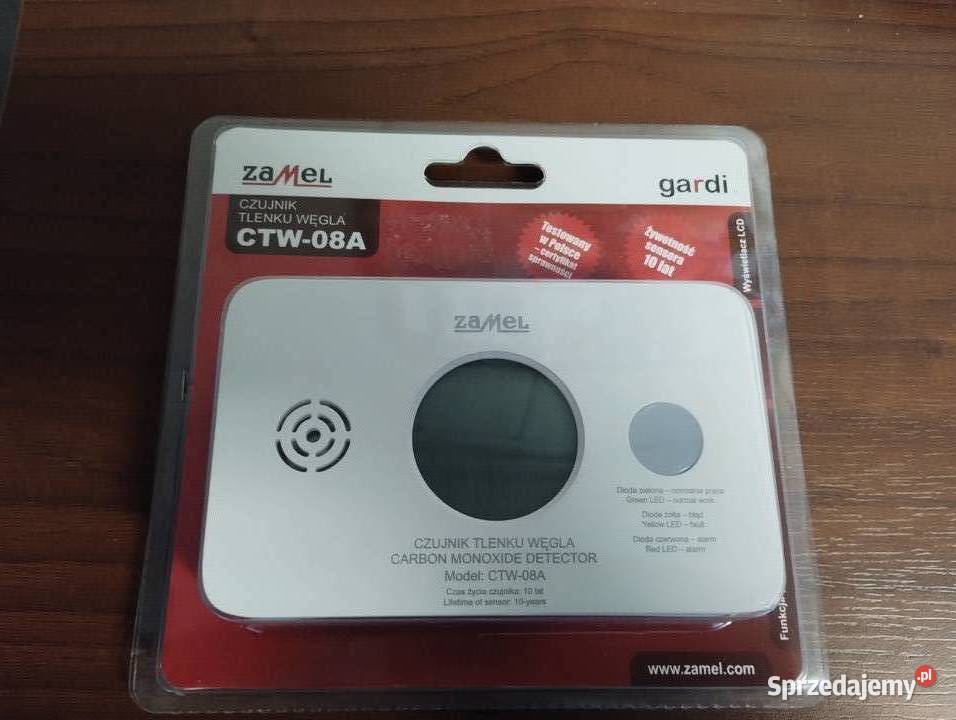 ZAMEL
gardi
CZUJNIK
TLENKU WĘGLA
CTW-08A
Testowany
w Polsce
– certyfikat
sprawności
Żywotność
sensora
10 lat
Wyświetlacz LCD
ZAMEL
Dioda zielona – normalna praca
Green LED – normal work
Dioda żółta – błąd
Yellow LED – fault
Dioda czerwona – alarm
Red LED – alarm
CZUJNIK TLENKU WĘGLA
CARBON MONOXIDE DETECTOR
Model: CTW-08A
Czas życia czujnika: 10 lat
Lifetime of sensor: 10-years
www.zamel.com
Sprzedajemy.pl